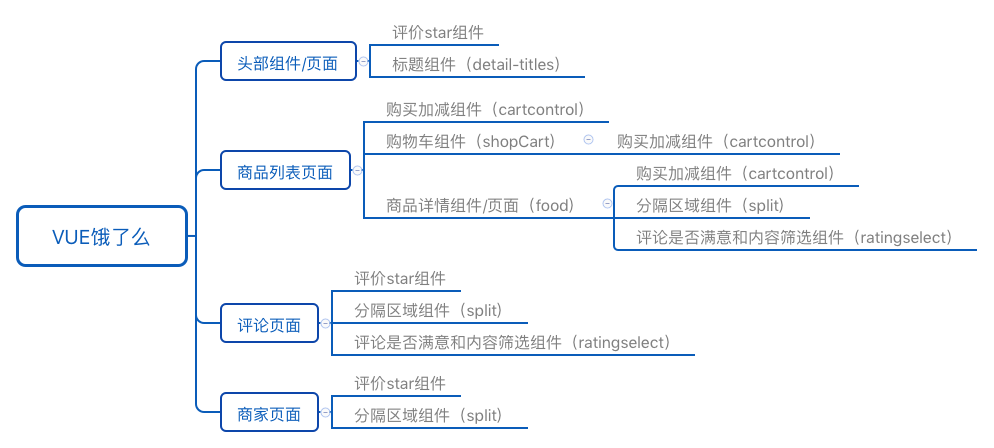 VUE饿了么
头部组件/页面
评价star组件
标题组件（detail-titles）
商品列表页面
购买加减组件（cartcontrol）
购物车组件（shopCart）
购买加减组件（cartcontrol）
商品详情组件/页面（food）
购买加减组件（cartcontrol）
分隔区域组件（split)
评论是否满意和内容筛选组件（ratingselect）
评论页面
评价star组件
分隔区域组件（split)
评论是否满意和内容筛选组件（ratingselect）
商家页面
评价star组件
分隔区域组件（split)